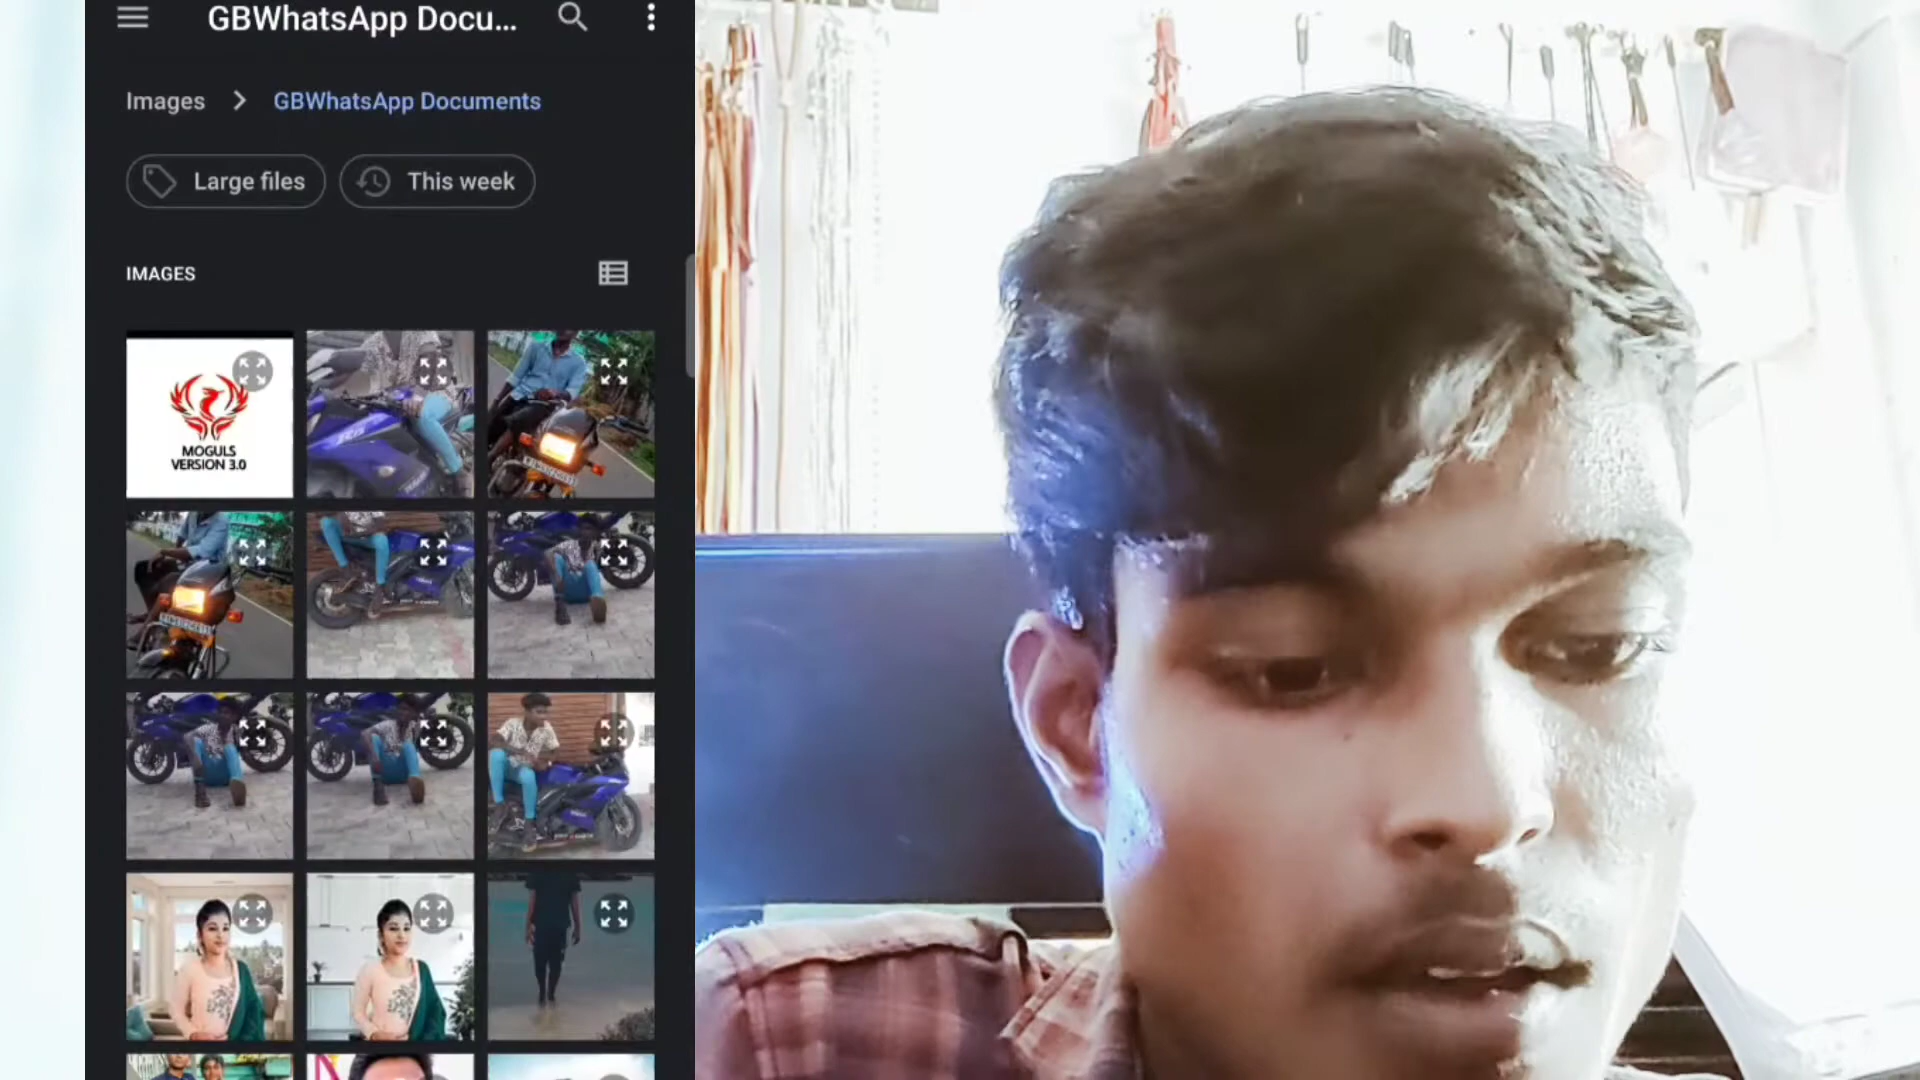 GBWhatsApp Docu...
Images > GBWhatsApp Documents
Large files
This week
IMAGES
MOGULS
VERSION 3.0